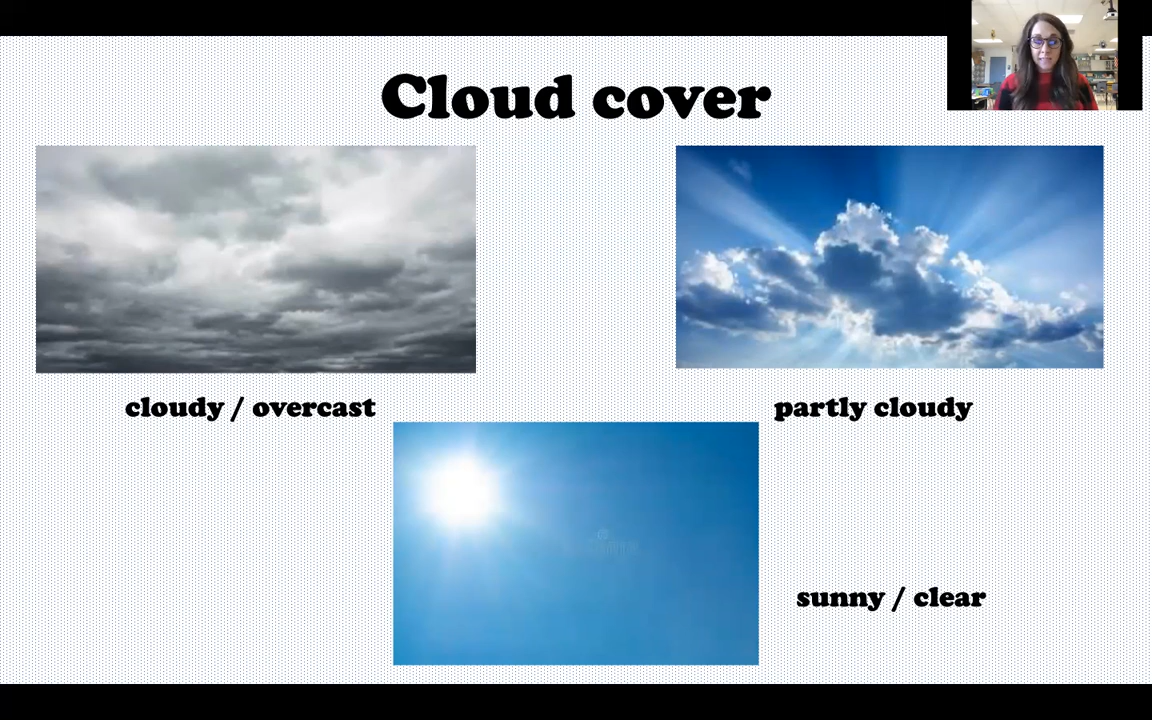 Cloud cover
cloudy / overcast
partly cloudy
sunny / clear